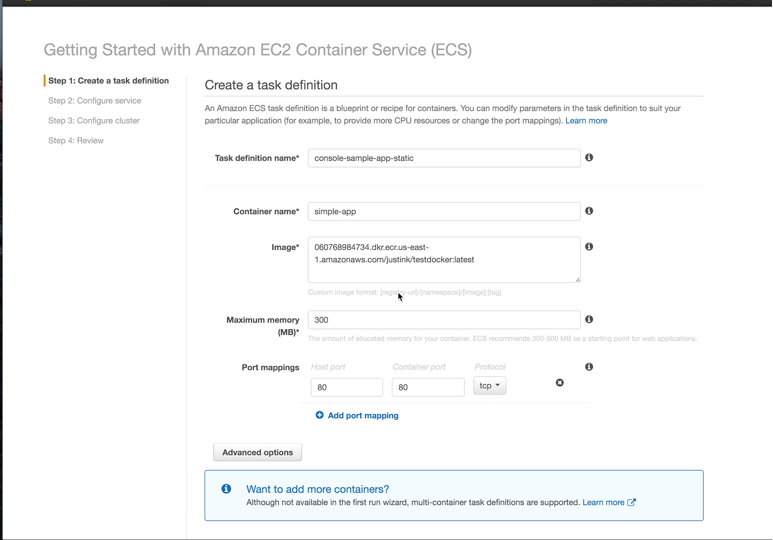 Getting Started with Amazon EC2 Container Service (ECS)
Step 1: Create a task definition
Step 2: Configure service
Step 3: Configure cluster
Step 4: Review
Create a task definition
An Amazon ECS task definition is a blueprint or recipe for containers. You can modify parameters in the task definition to suit your
particular application (for example, to provide more CPU resources or change the port mappings). Learn more
Task definition name* console-sample-app-static
Container name* simple-app
Image* 060768984734.dkr.ecr.us-east-
1.amazonaws.com/justink/testdocker:latest
Custom image format: [registry-url]/[namespace]/[image]:[tag]
Maximum memory 300
(MB)*
The amount of allocated memory for your container. ECS recommends 300-500 MB as a starting point for web applications.
Port mappings Host port Container port Protocol
80 80 tcp
Add port mapping
Advanced options
Want to add more containers?
Although not available in the first run wizard, multi-container task definitions are supported. Learn more